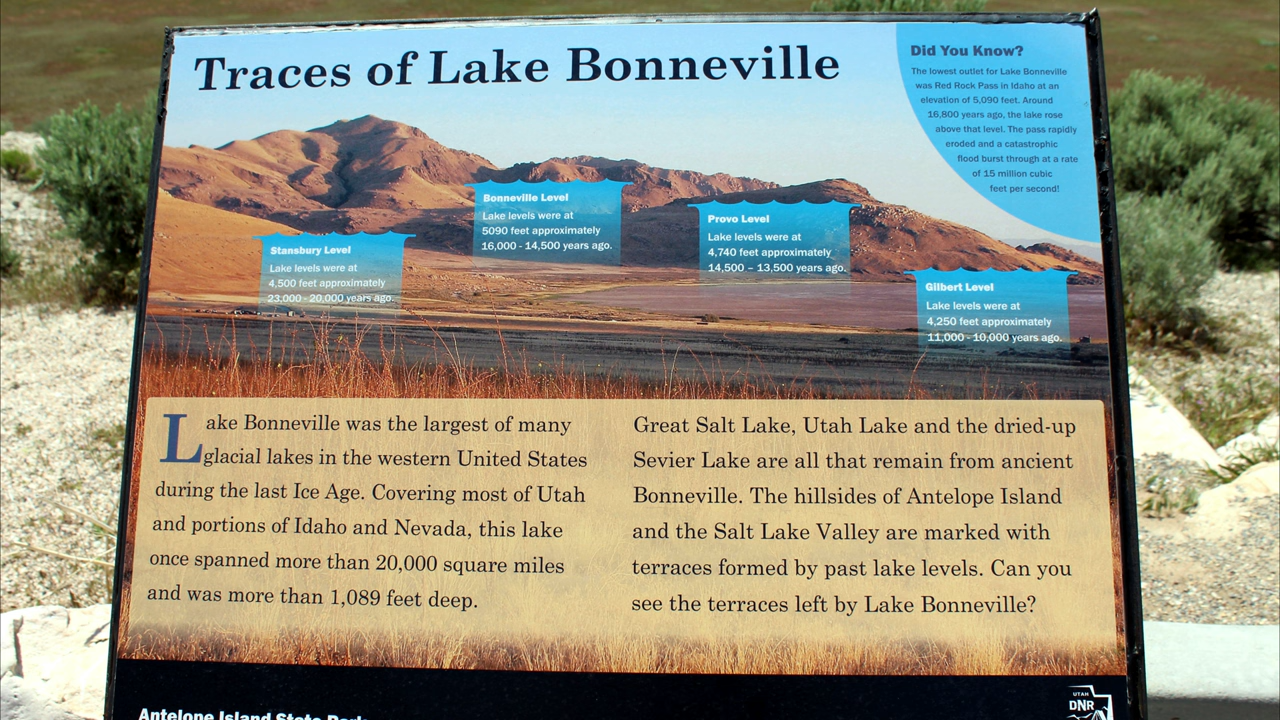 Traces of Lake Bonneville
Did You Know?
The lowest outlet for Lake Bonneville
was Red Rock Pass in Idaho at an
elevation of 5,090 feet. Around
16,800 years ago, the lake rose
above that level. The pass rapidly
eroded and a catastrophic
flood burst through at a rate
of 15 million cubic
feet per second!
Stansbury Level
Lake levels were at
4,500 feet approximately
23,000 - 20,000 years ago.
Bonneville Level
Lake levels were at
5090 feet approximately
16,000 - 14,500 years ago.
Provo Level
Lake levels were at
4,740 feet approximately
14,500 – 13,500 years ago.
Gilbert Level
Lake levels were at
4,250 feet approximately
11,000 - 10,000 years ago.
Lake Bonneville was the largest of many
glacial lakes in the western United States
during the last Ice Age. Covering most of Utah
and portions of Idaho and Nevada, this lake
once spanned more than 20,000 square miles
and was more than 1,089 feet deep.
Great Salt Lake, Utah Lake and the dried-up
Sevier Lake are all that remain from ancient
Bonneville. The hillsides of Antelope Island
and the Salt Lake Valley are marked with
terraces formed by past lake levels. Can you
see the terraces left by Lake Bonneville?
Antelope Island State Park
UTAH
DNR